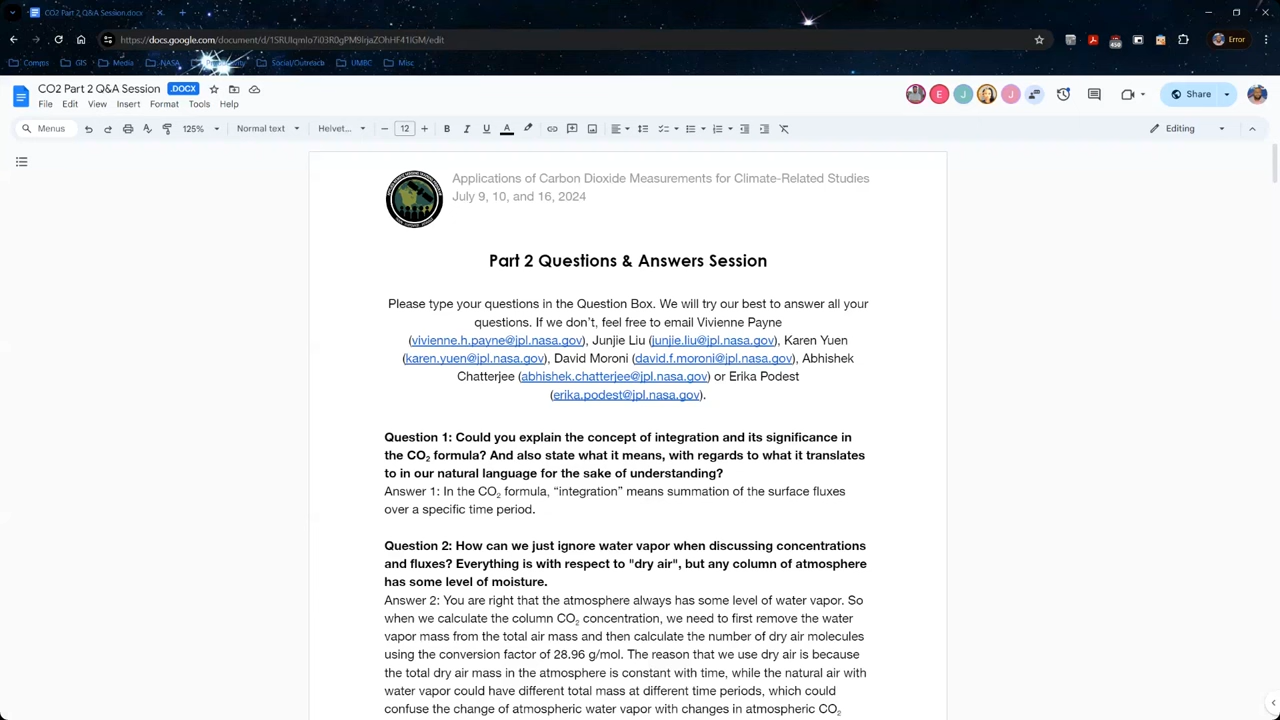 CO2 Part 2 Q&A Session.docx
https://docs.google.com/document/d/1SRUlqmIo7i03R0gPM9IrjaZOhHF41IGM/edit
Error
Comps GIS Media NASA Social/Outreach UMBC Misc
CO2 Part 2 Q&A Session .DOCX
File Edit View Insert Format Tools Help
Share
Menus 125% Normal text Helvet... 12 Editing
Applications of Carbon Dioxide Measurements for Climate-Related Studies
July 9, 10, and 16, 2024
Part 2 Questions & Answers Session
Please type your questions in the Question Box. We will try our best to answer all your
questions. If we don’t, feel free to email Vivienne Payne
(vivienne.h.payne@jpl.nasa.gov), Junjie Liu (junjie.liu@jpl.nasa.gov), Karen Yuen
(karen.yuen@jpl.nasa.gov), David Moroni (david.f.moroni@jpl.nasa.gov), Abhishek
Chatterjee (abhishek.chatterjee@jpl.nasa.gov) or Erika Podest
(erika.podest@jpl.nasa.gov).
Question 1: Could you explain the concept of integration and its significance in
the CO₂ formula? And also state what it means, with regards to what it translates
to in our natural language for the sake of understanding?
Answer 1: In the CO₂ formula, “integration” means summation of the surface fluxes
over a specific time period.
Question 2: How can we just ignore water vapor when discussing concentrations
and fluxes? Everything is with respect to "dry air", but any column of atmosphere
has some level of moisture.
Answer 2: You are right that the atmosphere always has some level of water vapor. So
when we calculate the column CO₂ concentration, we need to first remove the water
vapor mass from the total air mass and then calculate the number of dry air molecules
using the conversion factor of 28.96 g/mol. The reason that we use dry air is because
the total dry air mass in the atmosphere is constant with time, while the natural air with
water vapor could have different total mass at different time periods, which could
confuse the change of atmospheric water vapor with changes in atmospheric CO₂